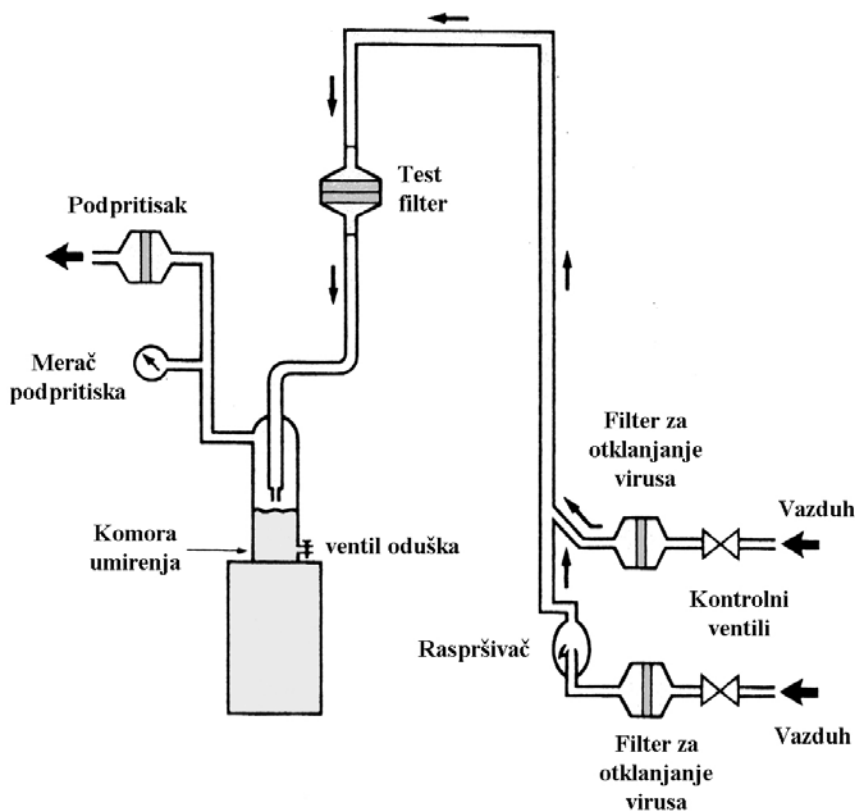 Test
filter
Podpritisak
Merač
podpritiska
Filter za
otklanjanje
virusa
Vazduh
Komora
umirenja
ventil oduška
Kontrolni
ventili
Raspršivač
Vazduh
Filter za
otklanjanje
virusa